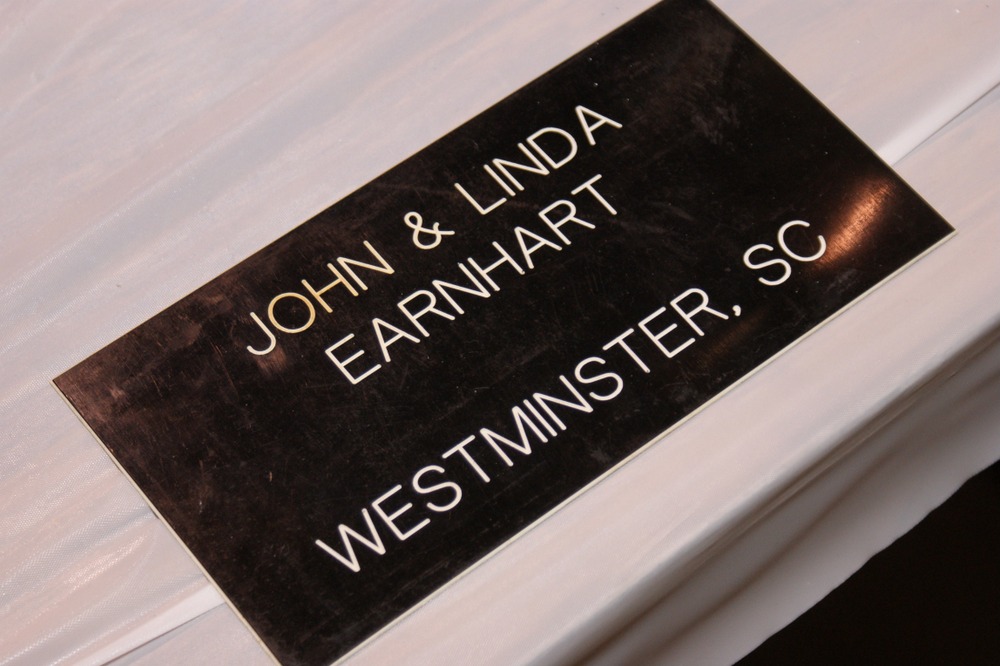 JOHN & LINDA
EARNHART
WESTMINSTER, SC